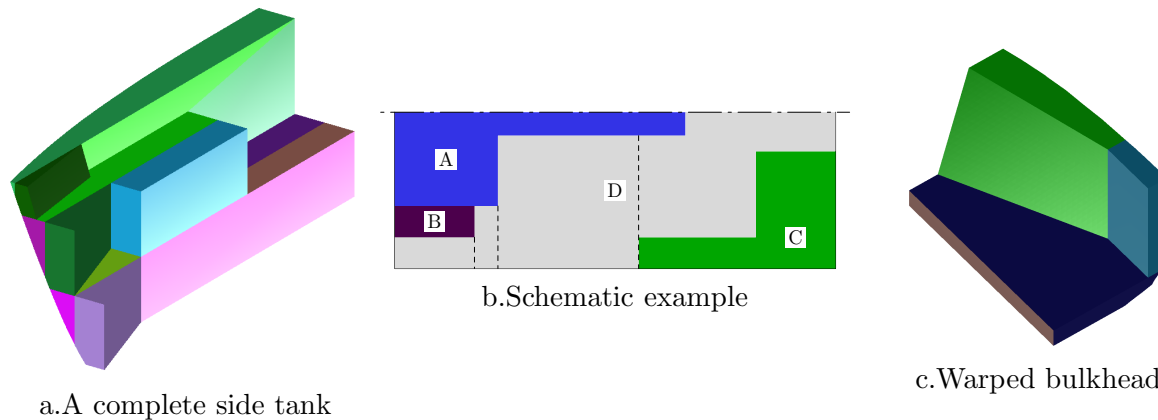 A
B
D
C
b.Schematic example
a.A complete side tank
c.Warped bulkhead